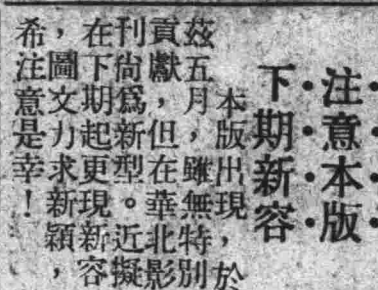 注意本版
下期新容
本版出現，於
茲五月，雖無特別
貢獻，但在華北影
刊尙爲新型。近擬
在下期起更現新容
，圖文力求新穎，
希注意是幸！